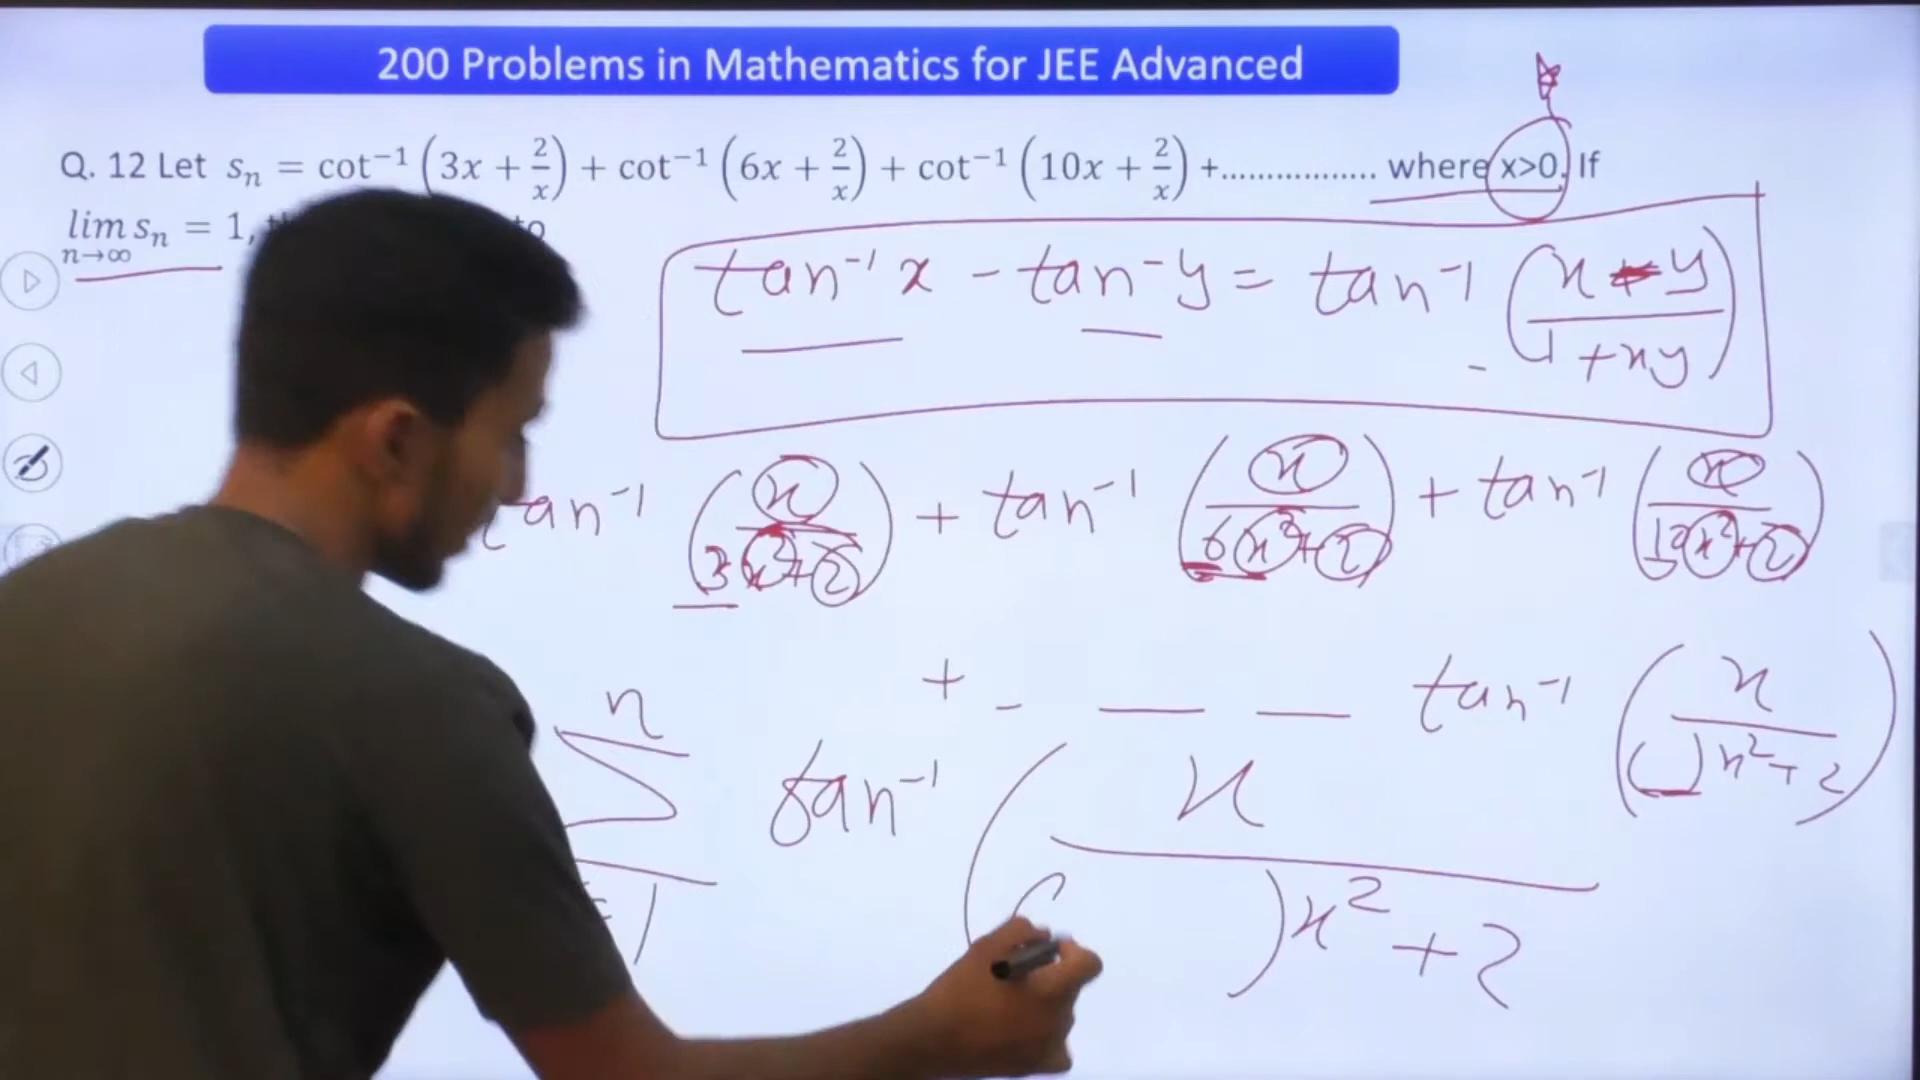 200 Problems in Mathematics for JEE Advanced
Q. 12 Let sₙ = cot⁻¹ (3x + 2/x) + cot⁻¹ (6x + 2/x) + cot⁻¹ (10x + 2/x) +................. where x>0. If
lim sₙ = 1,
n→∞
tan⁻¹ x - tan⁻ y = tan⁻¹ (x - y / 1 + xy)
tan⁻¹ (x / 3x²+2) + tan⁻¹ (x / 6x²+2) + tan⁻¹ (x / 10x²+2)
+ - — — tan⁻¹ (x / ( )x²+2)
n
Σ tan⁻¹ (x / ( )x²+2
=1